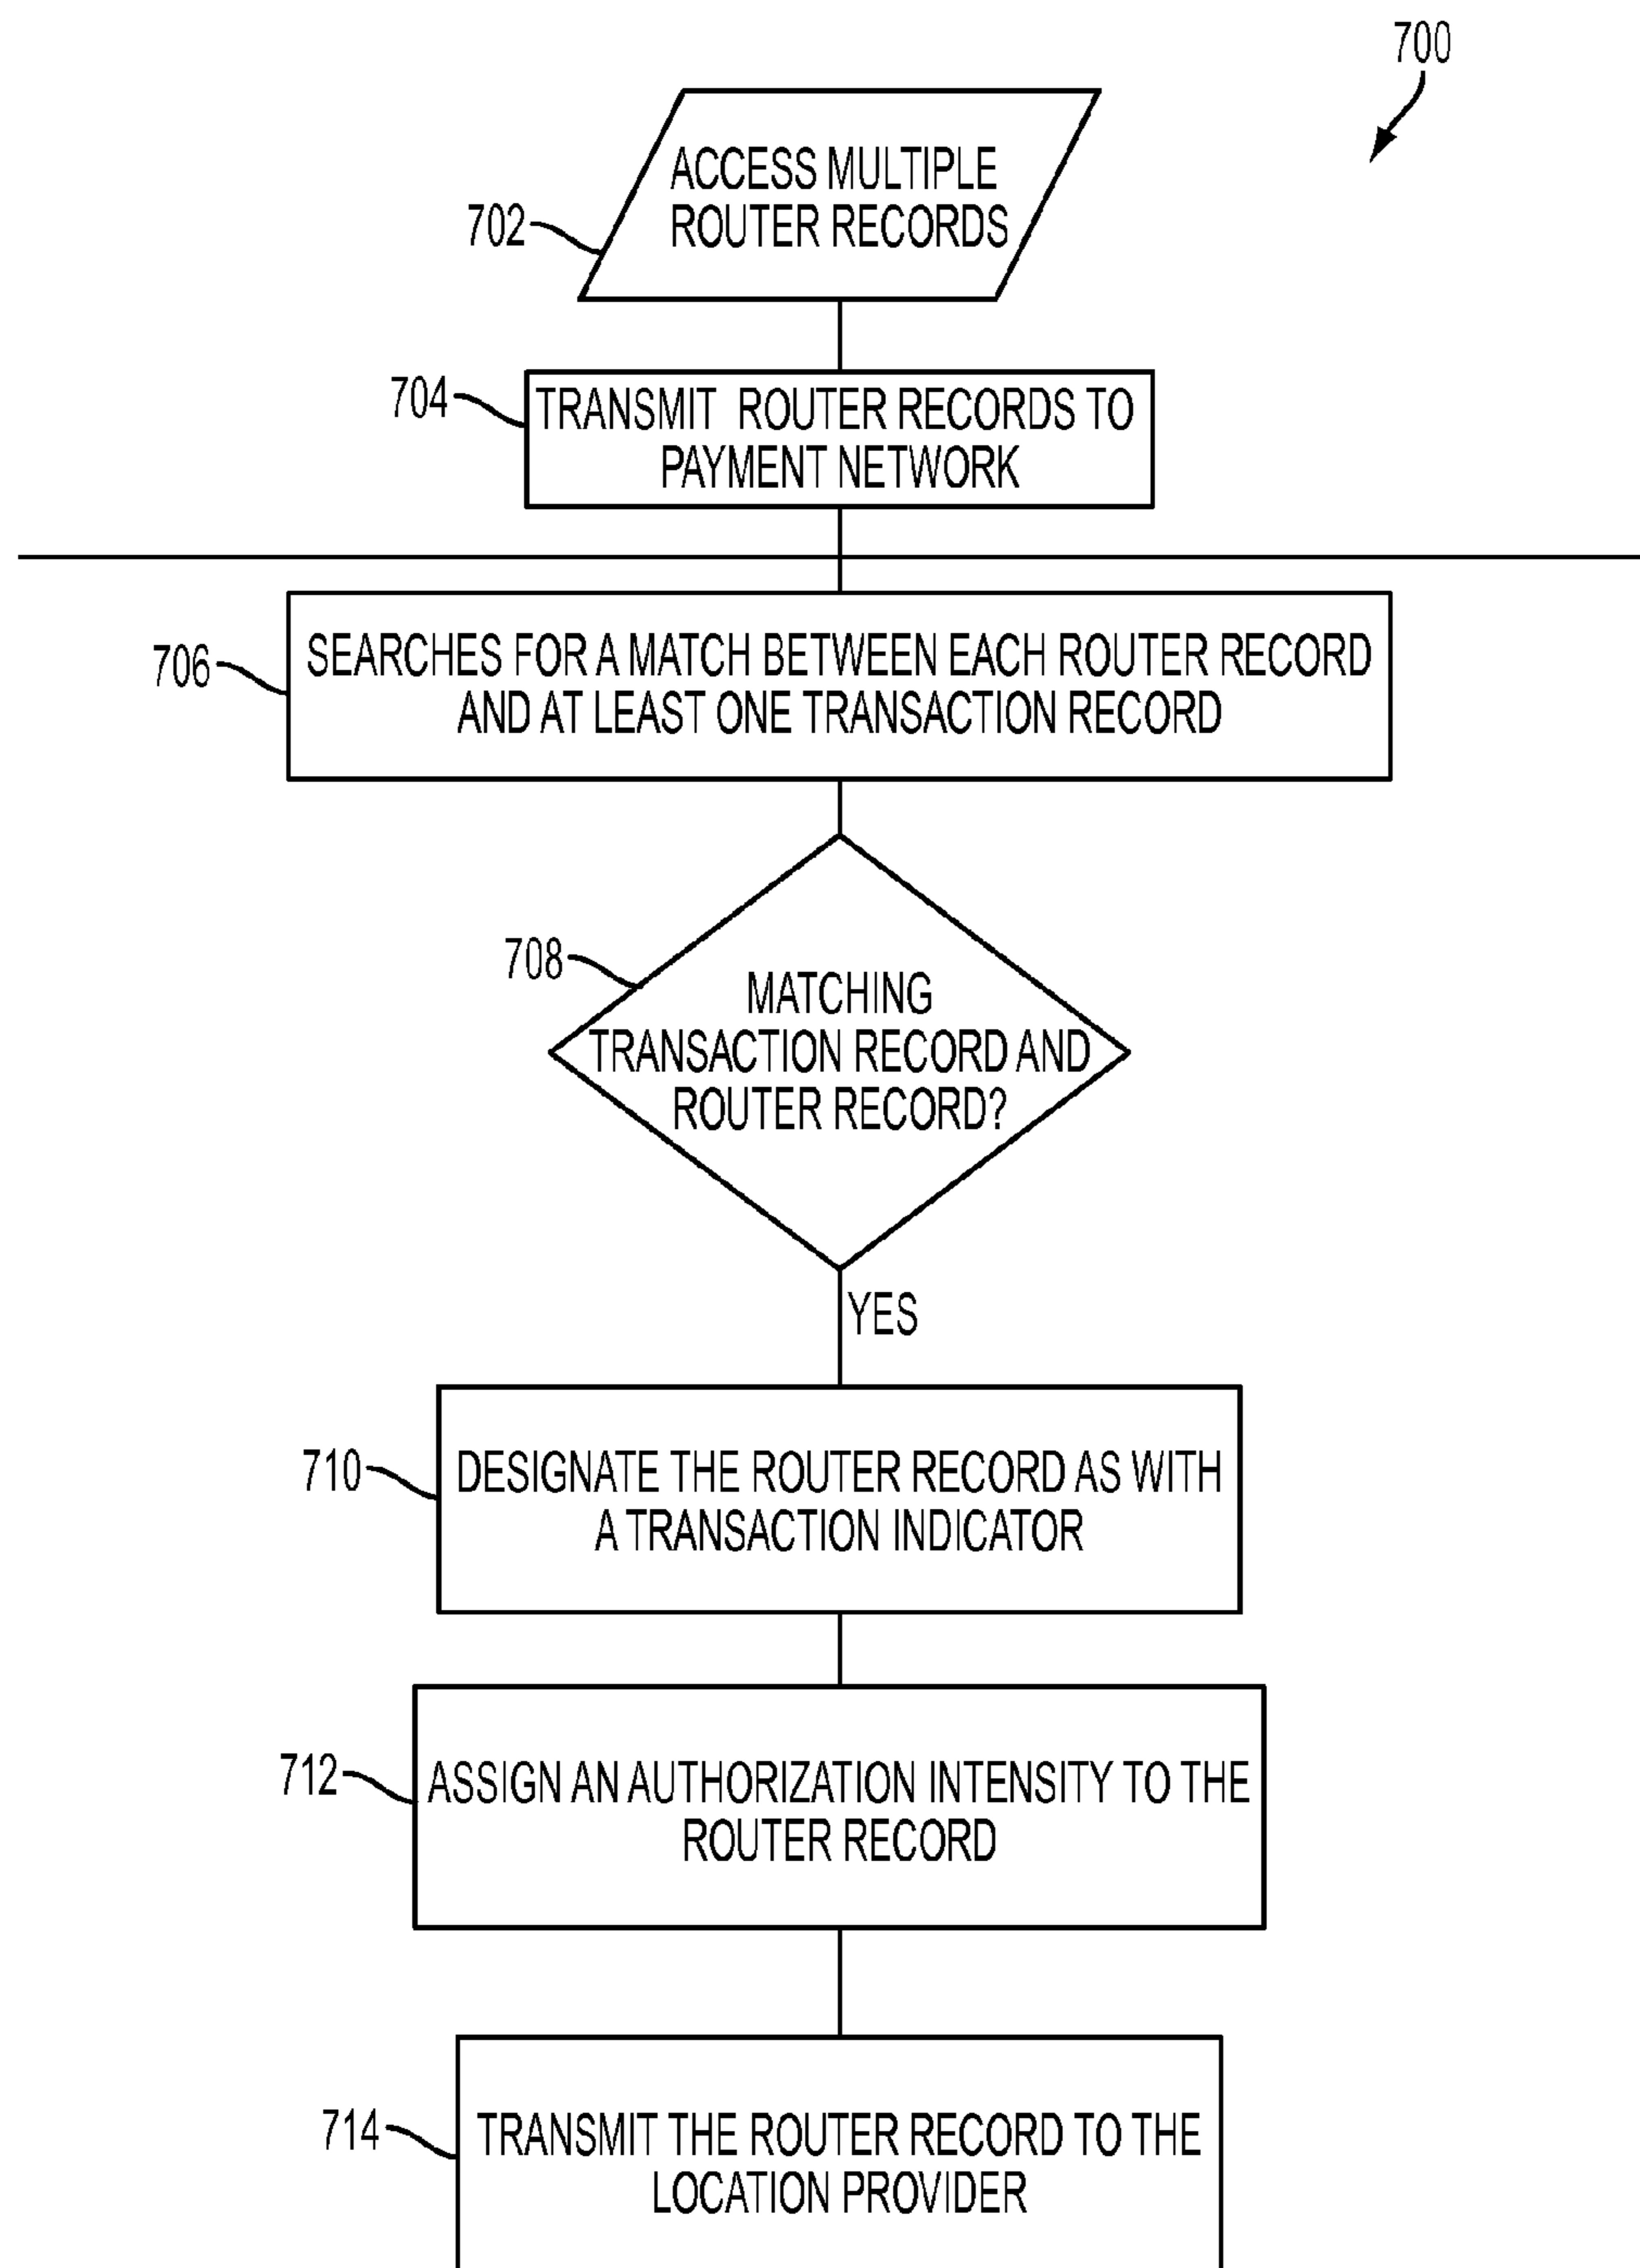 700
ACCESS MULTIPLE
ROUTER RECORDS
702
704
TRANSMIT ROUTER RECORDS TO
PAYMENT NETWORK
706
SEARCHES FOR A MATCH BETWEEN EACH ROUTER RECORD
AND AT LEAST ONE TRANSACTION RECORD
708
MATCHING
TRANSACTION RECORD AND
ROUTER RECORD?
YES
710
DESIGNATE THE ROUTER RECORD AS WITH
A TRANSACTION INDICATOR
712
ASSIGN AN AUTHORIZATION INTENSITY TO THE
ROUTER RECORD
714
TRANSMIT THE ROUTER RECORD TO THE
LOCATION PROVIDER